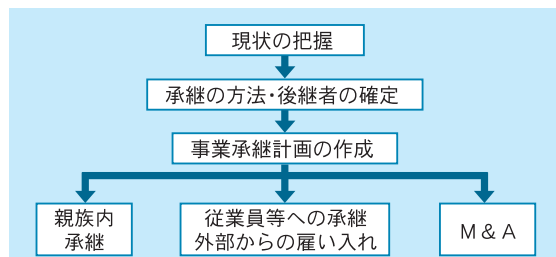 現状の把握
承継の方法・後継者の確定
事業承継計画の作成
親族内
承継
従業員等への承継
外部からの雇い入れ
M & A